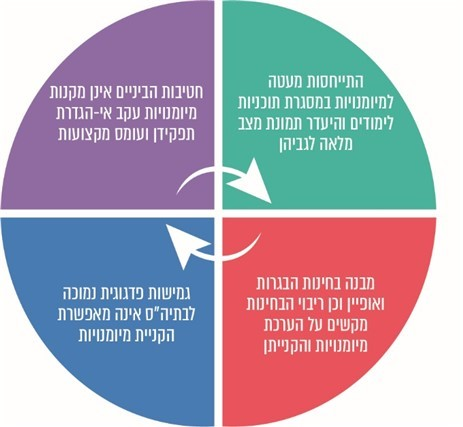 התייחסות מעטה
למיומנויות במסגרת תוכניות
לימודים והיעדר תמונת מצב
מלאה לגביהן
חטיבות הביניים אינן מקנות
מיומנויות עקב אי-הגדרת
תפקידן ועומס מקצועות
מבנה בחינות הבגרות
ואופיין וכן ריבוי הבחינות
מקשים על הערכת
מיומנויות והקנייתן
גמישות פדגוגית נמוכה
לבתיה"ס אינה מאפשרת
הקניית מיומנויות